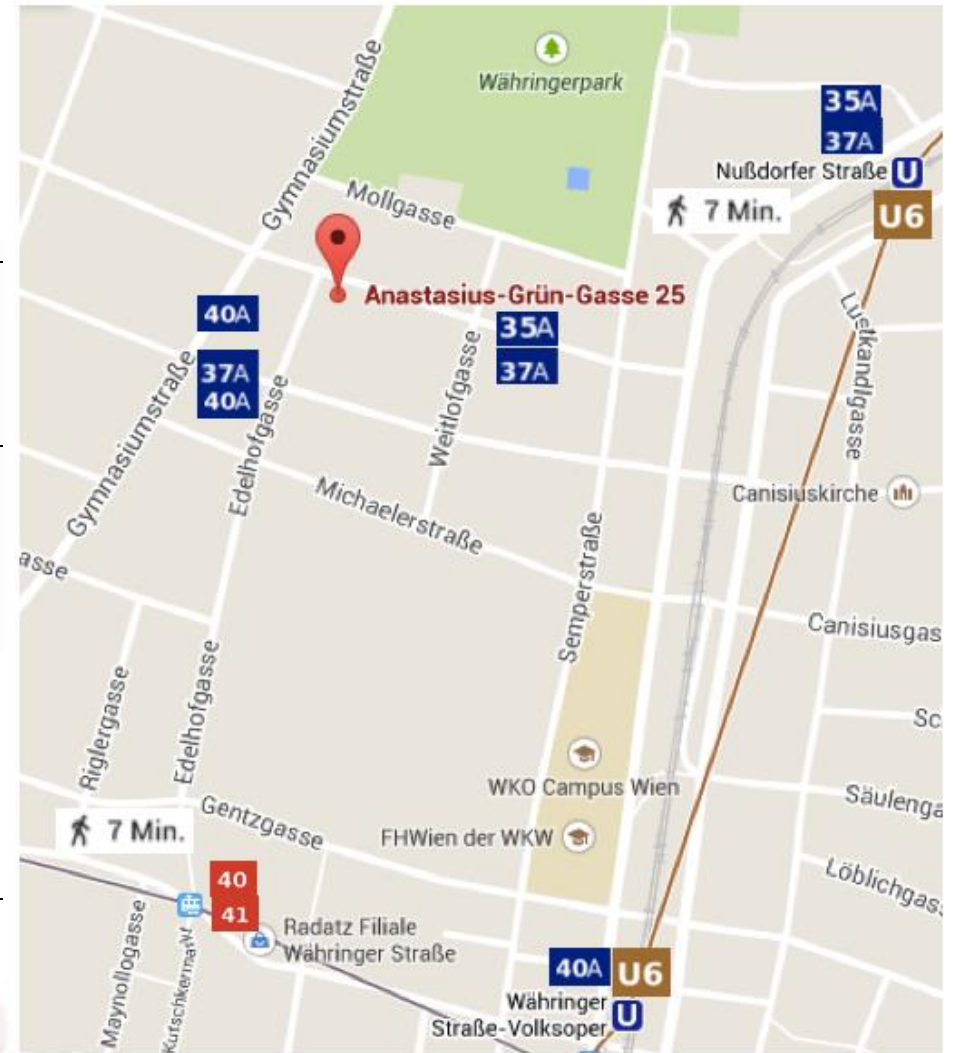 Gymnasiumstraße
Währingerpark
35A
37A
Nußdorfer Straße U
7 Min.
U6
Mollgasse
Anastasius-Grün-Gasse 25
40A
35A
37A
37A
40A
Lustkandlgasse
Weitlofgasse
Gymnasiumstraße
Edelhofgasse
Michaelerstraße
Canisiuskirche
asse
Semperstraße
Canisiusgas
Riglergasse
Edelhofgasse
Sc
WKO Campus Wien
Säulenga
Gentzgasse
7 Min.
FHWien der WKW
Löblichgass
40
41
Radatz Filiale
Währinger Straße
Maynollogasse
Kutschkermarkt
40A
U6
Währinger
Straße-Volksoper U